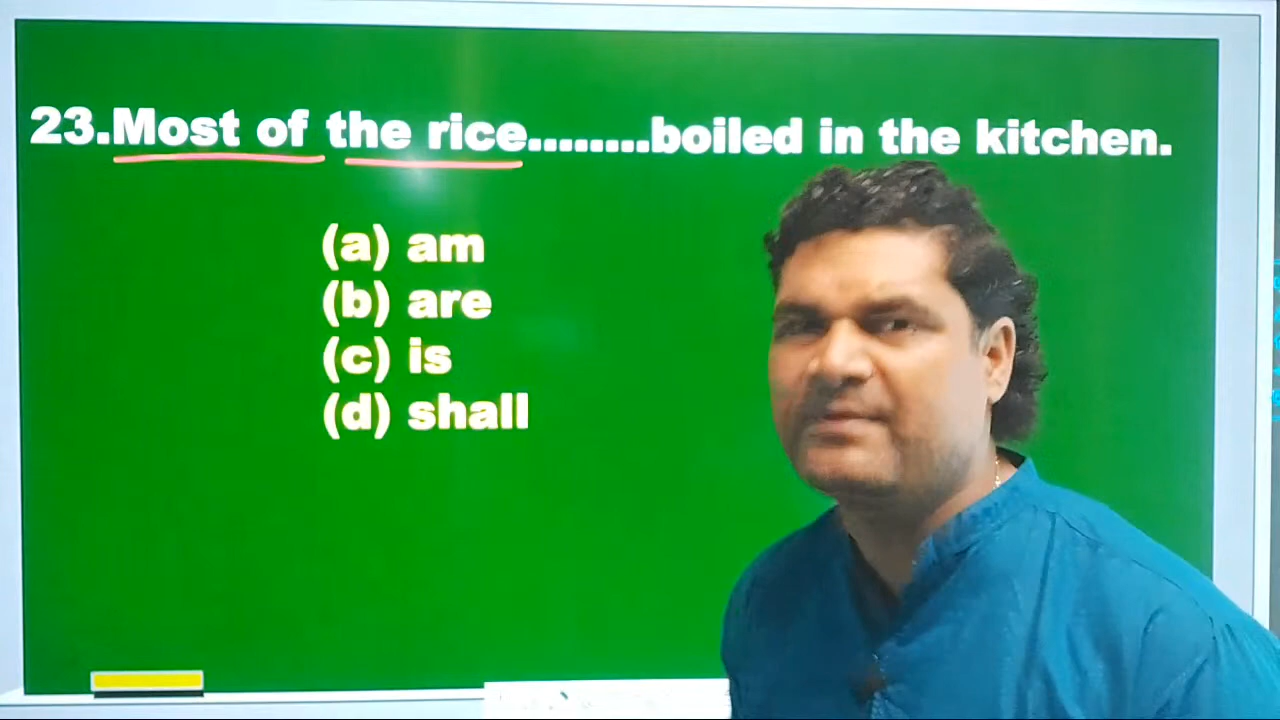 23.Most of the rice........boiled in the kitchen.
(a) am
(b) are
(c) is
(d) shall